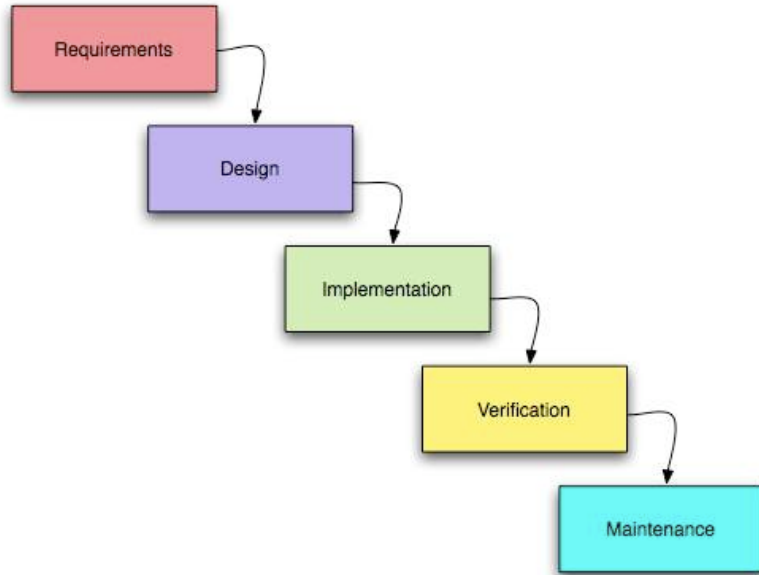 Requirements
Design
Implementation
Verification
Maintenance